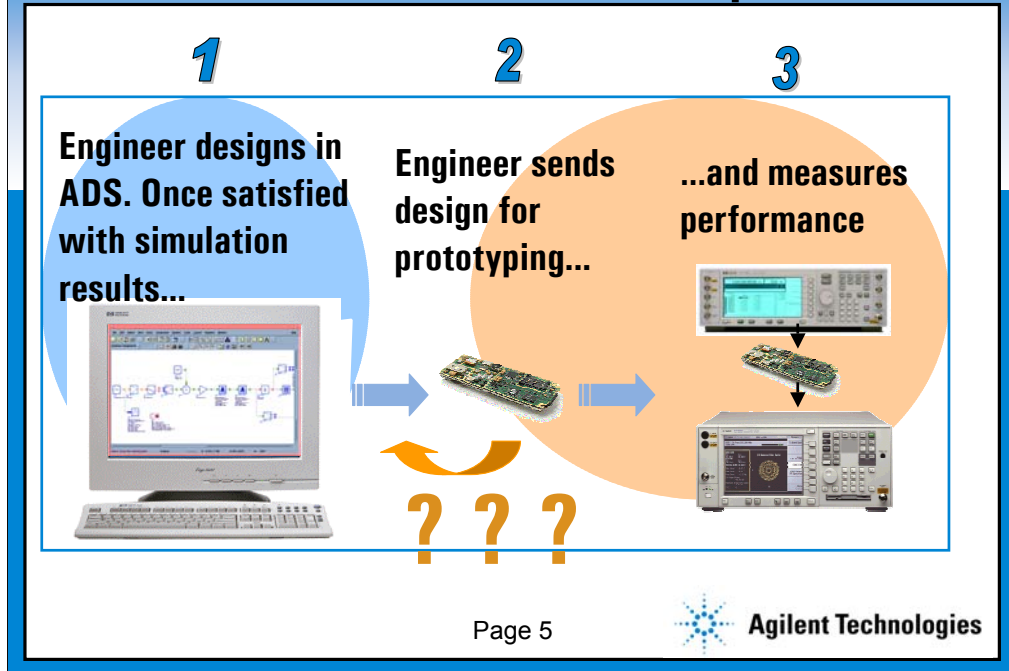 1
2
3
Engineer designs in
ADS. Once satisfied
with simulation
results...
Engineer sends
design for
prototyping...
...and measures
performance
? ? ?
Page 5
Agilent Technologies